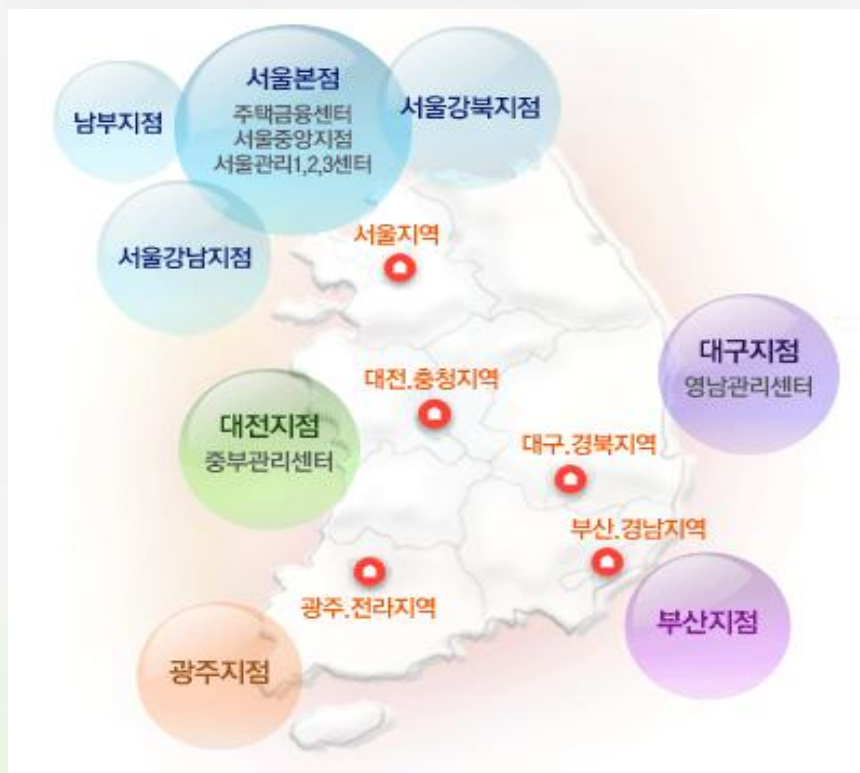 서울본점
주택금융센터
서울중앙지점
서울관리1,2,3센터
남부지점
서울강북지점
서울강남지점
서울지역
대구지점
영남관리센터
대전.충청지역
대전지점
중부관리센터
대구.경북지역
부산.경남지역
광주.전라지역
부산지점
광주지점